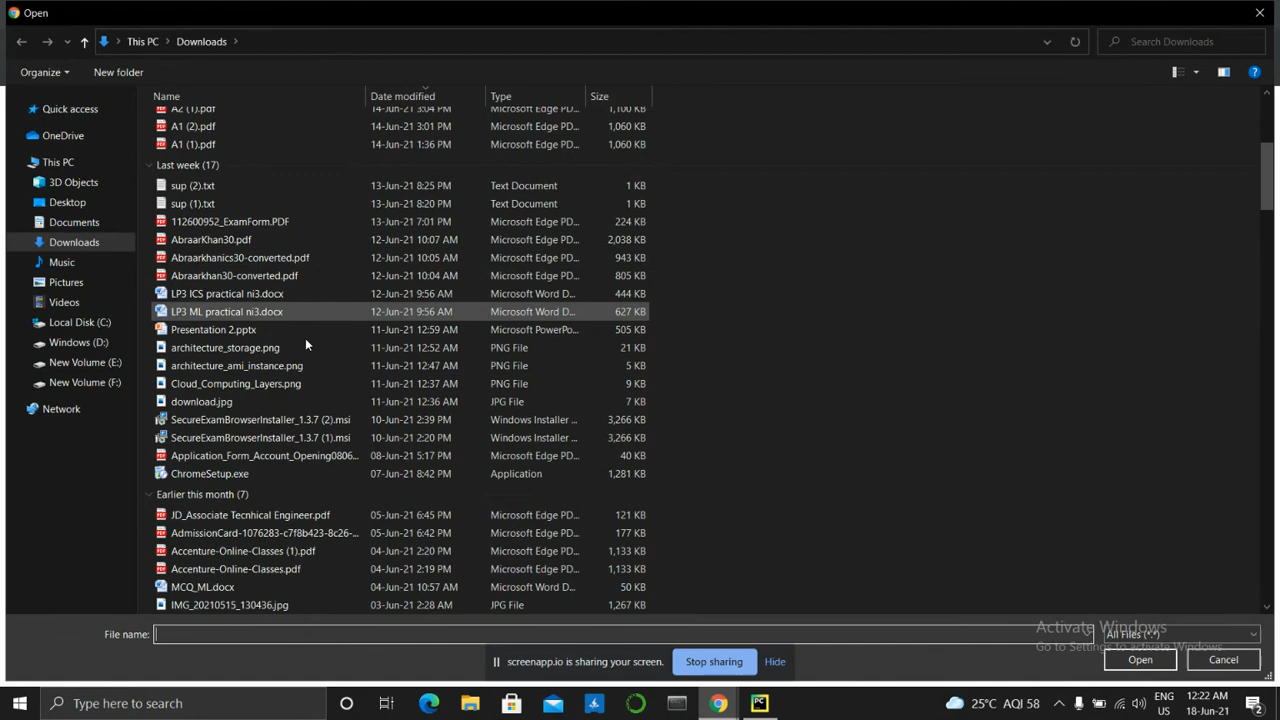 Open
This PC > Downloads >
Search Downloads
Organize
New folder
Name Date modified Type Size
Quick access
OneDrive
This PC
3D Objects
Desktop
Documents
Downloads
Music
Pictures
Videos
Local Disk (C:)
Windows (D:)
New Volume (E:)
New Volume (F:)
Network
A2 (1).pdf 14-Jun-21 3:04 PM Microsoft Edge PD... 1,100 KB
A1 (2).pdf 14-Jun-21 3:01 PM Microsoft Edge PD... 1,060 KB
A1 (1).pdf 14-Jun-21 1:36 PM Microsoft Edge PD... 1,060 KB
Last week (17)
sup (2).txt 13-Jun-21 8:25 PM Text Document 1 KB
sup (1).txt 13-Jun-21 8:20 PM Text Document 1 KB
112600952_ExamForm.PDF 13-Jun-21 7:01 PM Microsoft Edge PD... 224 KB
AbraarKhan30.pdf 12-Jun-21 10:07 AM Microsoft Edge PD... 2,038 KB
Abraarkhanics30-converted.pdf 12-Jun-21 10:05 AM Microsoft Edge PD... 943 KB
Abraarkhan30-converted.pdf 12-Jun-21 10:04 AM Microsoft Edge PD... 805 KB
LP3 ICS practical ni3.docx 12-Jun-21 9:56 AM Microsoft Word D... 444 KB
LP3 ML practical ni3.docx 12-Jun-21 9:56 AM Microsoft Word D... 627 KB
Presentation 2.pptx 11-Jun-21 12:59 AM Microsoft PowerPo... 505 KB
architecture_storage.png 11-Jun-21 12:52 AM PNG File 21 KB
architecture_ami_instance.png 11-Jun-21 12:47 AM PNG File 5 KB
Cloud_Computing_Layers.png 11-Jun-21 12:37 AM PNG File 9 KB
download.jpg 11-Jun-21 12:36 AM JPG File 7 KB
SecureExamBrowserInstaller_1.3.7 (2).msi 10-Jun-21 2:39 PM Windows Installer ... 3,266 KB
SecureExamBrowserInstaller_1.3.7 (1).msi 10-Jun-21 2:20 PM Windows Installer ... 3,266 KB
Application_Form_Account_Opening0806... 08-Jun-21 5:17 PM Microsoft Edge PD... 40 KB
ChromeSetup.exe 07-Jun-21 8:42 PM Application 1,281 KB
Earlier this month (7)
JD_Associate Tecnhical Engineer.pdf 05-Jun-21 6:45 PM Microsoft Edge PD... 121 KB
AdmissionCard-1076283-c7f8b423-8c26-... 05-Jun-21 6:42 PM Microsoft Edge PD... 177 KB
Accenture-Online-Classes (1).pdf 04-Jun-21 2:20 PM Microsoft Edge PD... 1,133 KB
Accenture-Online-Classes.pdf 04-Jun-21 2:19 PM Microsoft Edge PD... 1,133 KB
MCQ_ML.docx 04-Jun-21 10:57 AM Microsoft Word D... 50 KB
IMG_20210515_130436.jpg 03-Jun-21 2:28 AM JPG File 1,267 KB
File name:
All Files (*.*)
Activate Windows
Go to Settings to activate Windows.
Open
Cancel
screenapp.io is sharing your screen.
Stop sharing
Hide
Type here to search
25°C AQI 58
ENG
US
12:22 AM
18-Jun-21
2